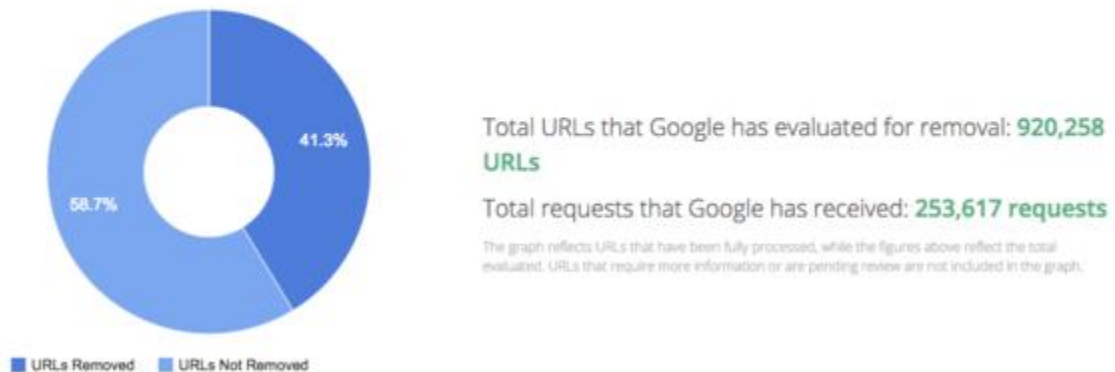 41.3%
58.7%
Total URLs that Google has evaluated for removal: 920,258
URLs
Total requests that Google has received: 253,617 requests
The graph reflects URLs that have been fully processed, while the figures above reflect the total
evaluated. URLs that require more information or are pending review are not included in the graph.
URLs Removed URLs Not Removed